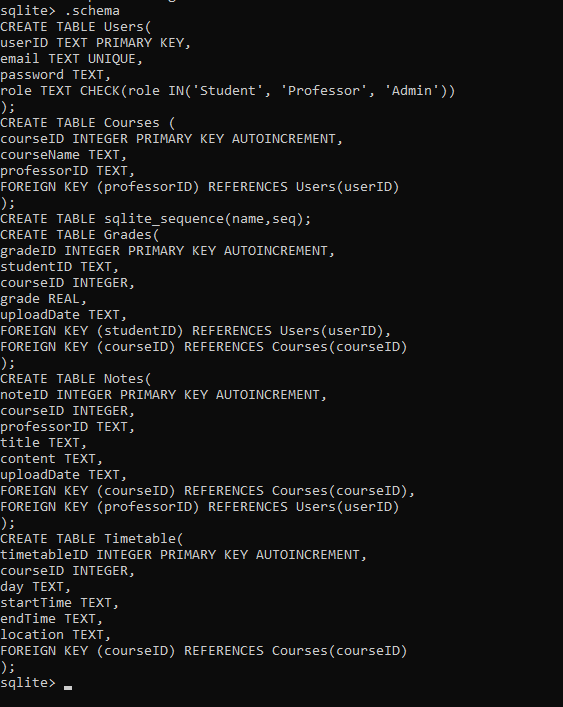 sqlite> .schema
CREATE TABLE Users(
userID TEXT PRIMARY KEY,
email TEXT UNIQUE,
password TEXT,
role TEXT CHECK(role IN('Student', 'Professor', 'Admin'))
);
CREATE TABLE Courses (
courseID INTEGER PRIMARY KEY AUTOINCREMENT,
courseName TEXT,
professorID TEXT,
FOREIGN KEY (professorID) REFERENCES Users(userID)
);
CREATE TABLE sqlite_sequence(name,seq);
CREATE TABLE Grades(
gradeID INTEGER PRIMARY KEY AUTOINCREMENT,
studentID TEXT,
courseID INTEGER,
grade REAL,
uploadDate TEXT,
FOREIGN KEY (studentID) REFERENCES Users(userID),
FOREIGN KEY (courseID) REFERENCES Courses(courseID)
);
CREATE TABLE Notes(
noteID INTEGER PRIMARY KEY AUTOINCREMENT,
courseID INTEGER,
professorID TEXT,
title TEXT,
content TEXT,
uploadDate TEXT,
FOREIGN KEY (courseID) REFERENCES Courses(courseID),
FOREIGN KEY (professorID) REFERENCES Users(userID)
);
CREATE TABLE Timetable(
timetableID INTEGER PRIMARY KEY AUTOINCREMENT,
courseID INTEGER,
day TEXT,
startTime TEXT,
endTime TEXT,
location TEXT,
FOREIGN KEY (courseID) REFERENCES Courses(courseID)
);
sqlite>